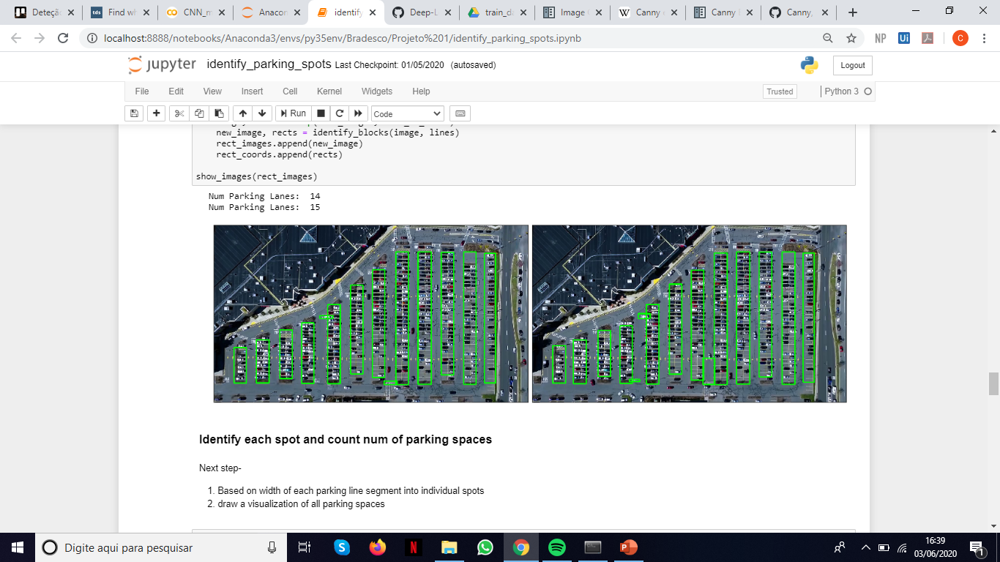 Deteçã
tds Find wh
CNN_m
Anacon
identify
Deep-L
train_da
Image
W Canny
Canny
Canny,
localhost:8888/notebooks/Anaconda3/envs/py35env/Bradesco/Projeto%201/identify_parking_spots.ipynb
NP Ui C
jupyter identify_parking_spots Last Checkpoint: 01/05/2020 (autosaved)
Logout
File Edit View Insert Cell Kernel Widgets Help
Trusted Python 3
Run Code
new_image, rects = identify_blocks(image, lines)
rect_images.append(new_image)
rect_coords.append(rects)
show_images(rect_images)
Num Parking Lanes: 14
Num Parking Lanes: 15
Identify each spot and count num of parking spaces
Next step-
1. Based on width of each parking line segment into individual spots
2. draw a visualization of all parking spaces
Digite aqui para pesquisar
16:39
03/06/2020
1